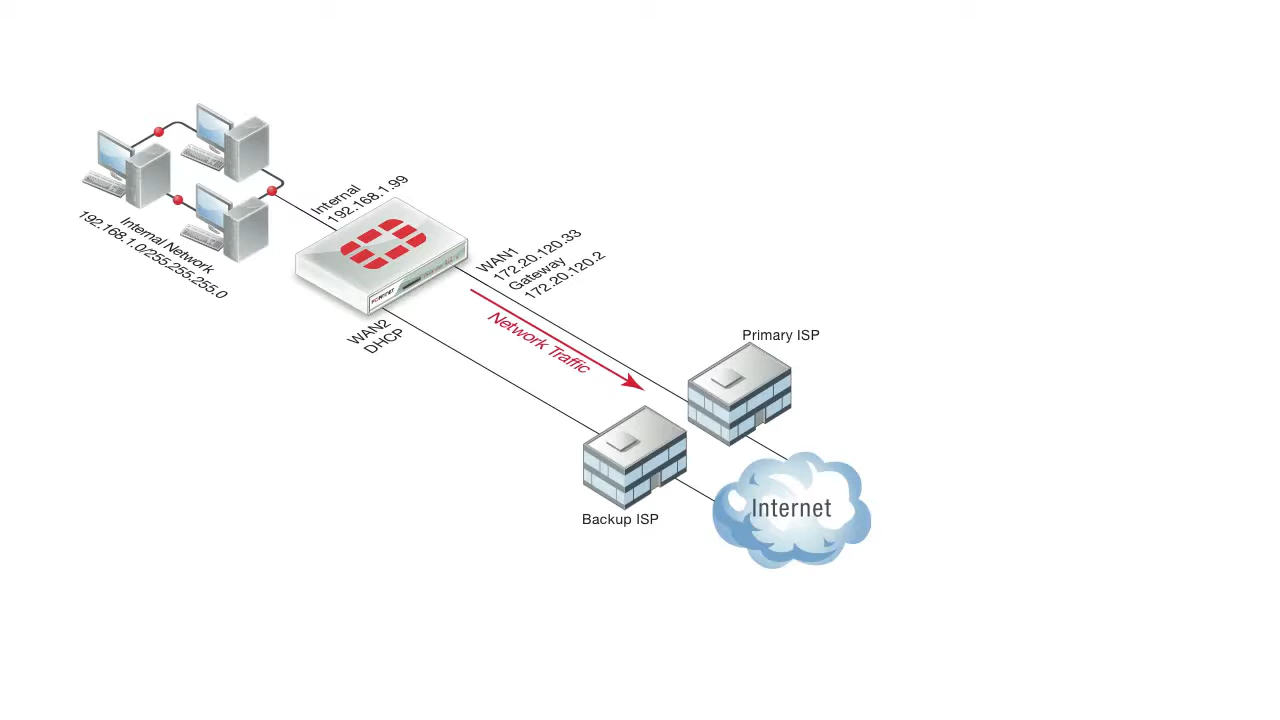 Internal
192.168.1.99
Internal Network
192.168.1.0/255.255.255.0
WAN1
172.20.120.33
Gateway
172.20.120.2
FORTINET
WAN2
DHCP
Network Traffic
Primary ISP
Backup ISP
Internet